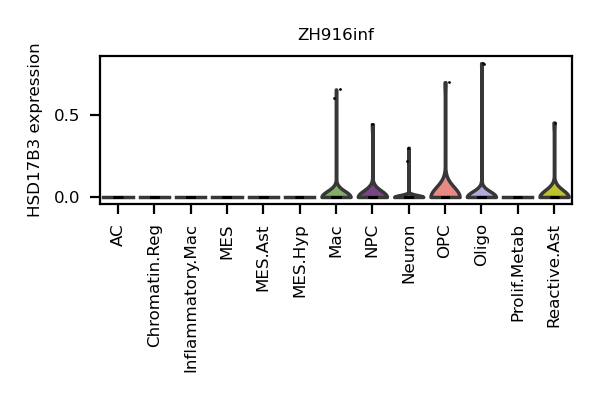 ZH916inf
HSD17B3 expression
0.5
0.0
AC
Chromatin.Reg
Inflammatory.Mac
MES
MES.Ast
MES.Hyp
Mac
NPC
Neuron
OPC
Oligo
Prolif.Metab
Reactive.Ast